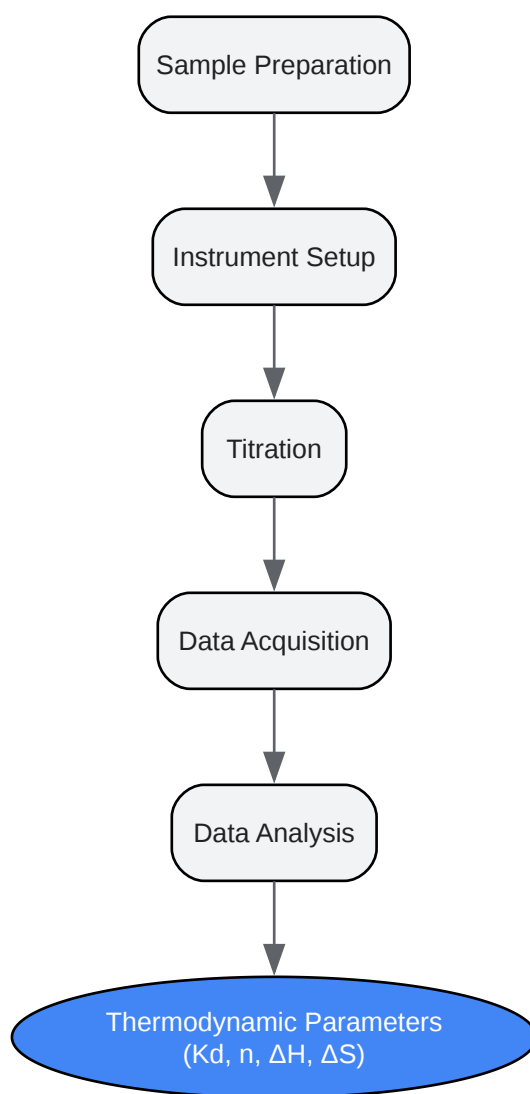 Sample Preparation
Instrument Setup
Titration
Data Acquisition
Data Analysis
Thermodynamic Parameters
(Kd, n, ΔH, ΔS)